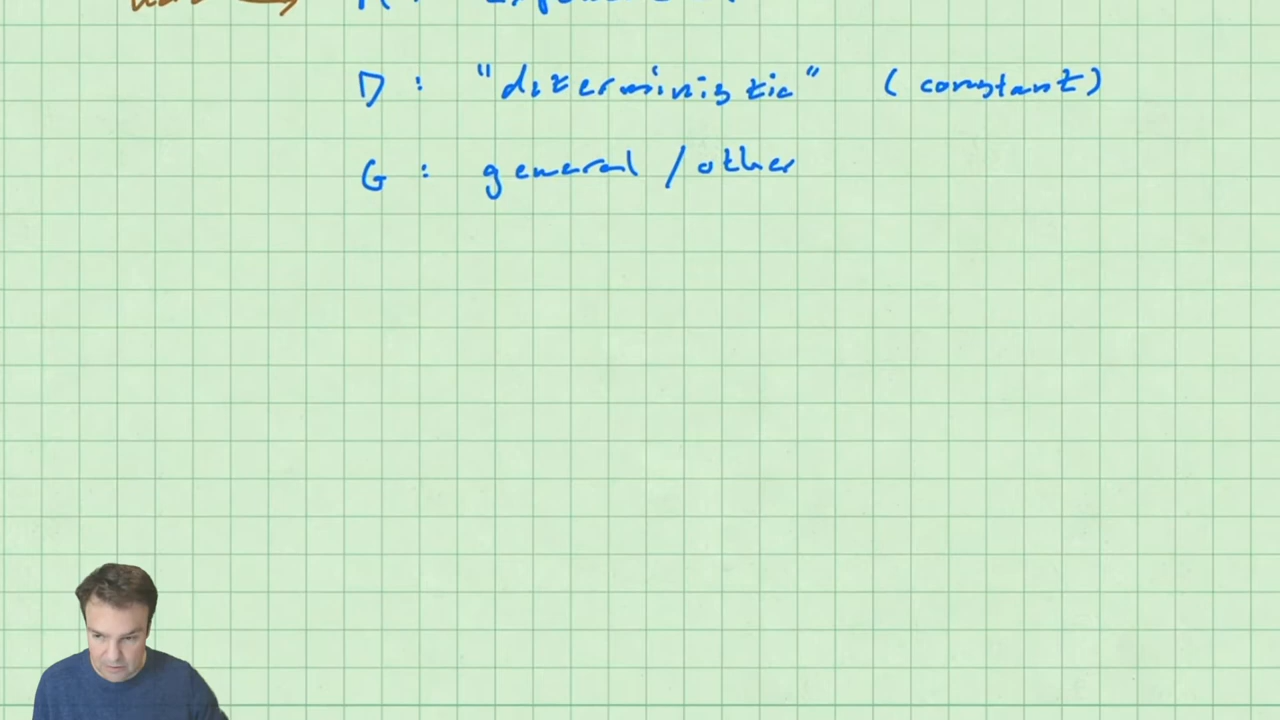 D : "deterministic" (constant)
G : general / other